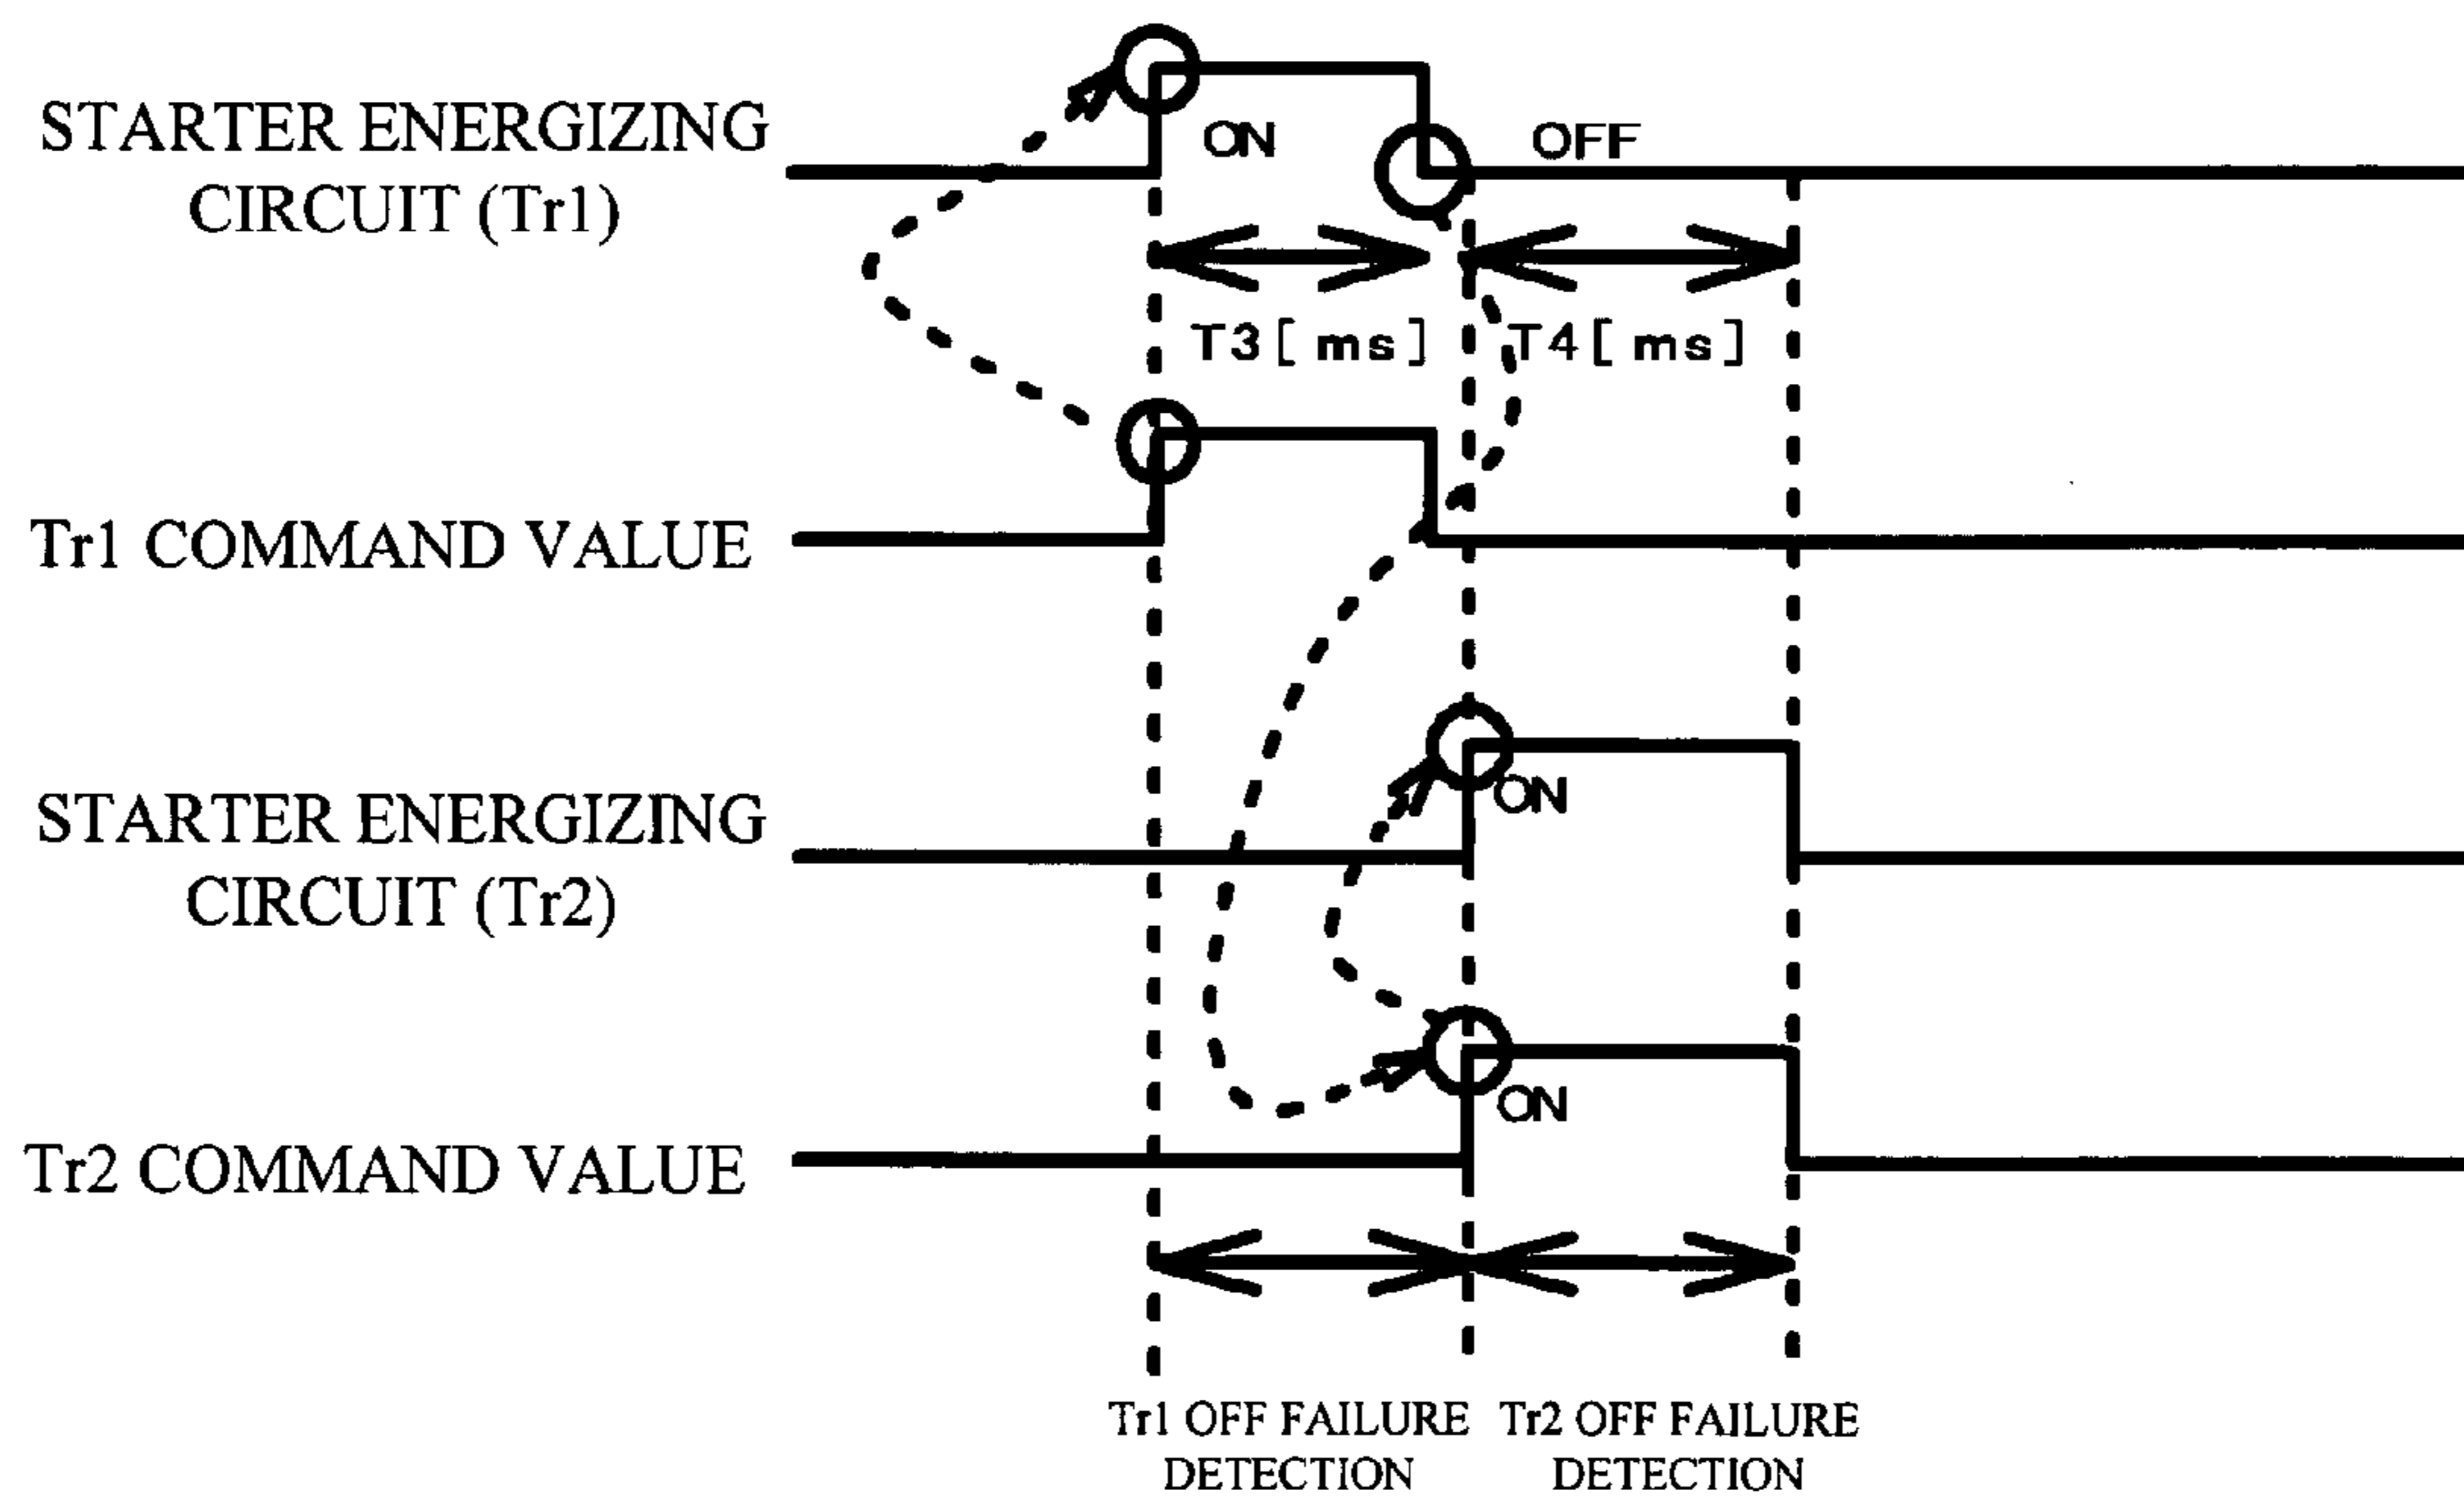 STARTER ENERGIZING
CIRCUIT (Tr1)
ON
OFF
T3[ ms]
T4[ ms]
Tr1 COMMAND VALUE
STARTER ENERGIZING
CIRCUIT (Tr2)
ON
ON
Tr2 COMMAND VALUE
Tr1 OFF FAILURE
DETECTION
Tr2 OFF FAILURE
DETECTION